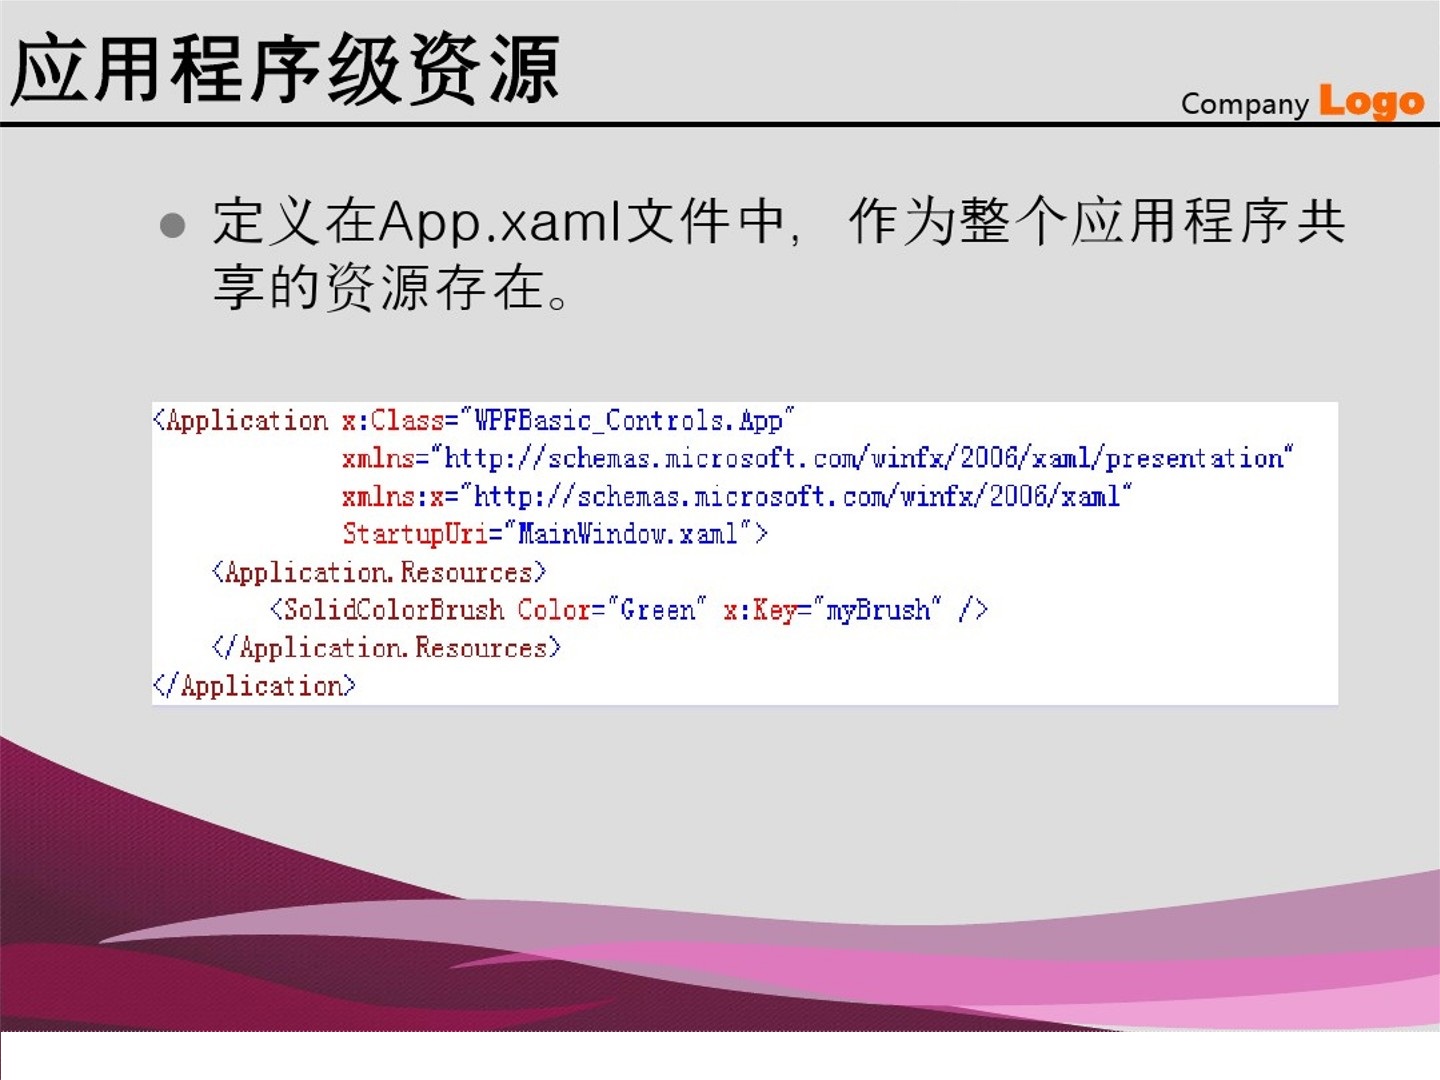 应用程序级资源
Company Logo
定义在App.xaml文件中,作为整个应用程序共
享的资源存在。
<Application x:Class="WPFBasic_Controls.App"
xmlns="http://schemas.microsoft.com/winfx/2006/xaml/presentation"
xmlns:x="http://schemas.microsoft.com/winfx/2006/xaml"
StartupUri="MainWindow.xaml">
<Application.Resources>
<SolidColorBrush Color="Green" x:Key="myBrush" />
</Application.Resources>
</Application>